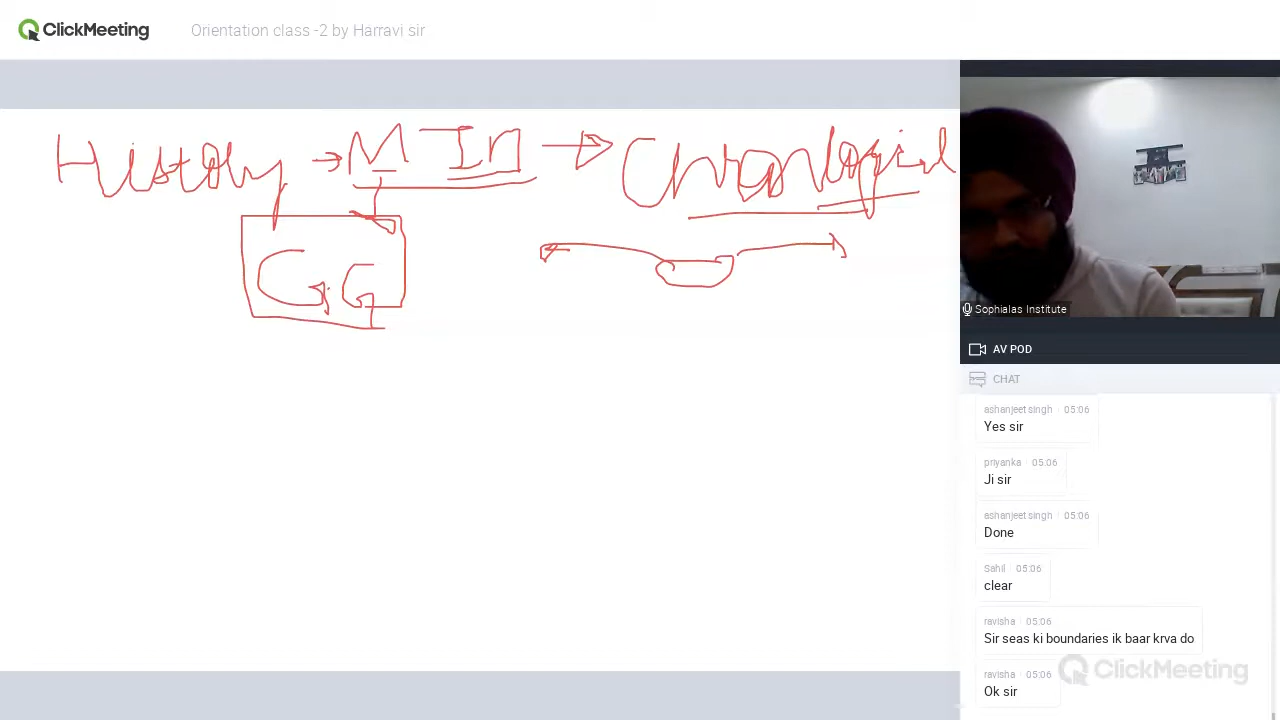 ClickMeeting
Orientation class -2 by Harravi sir
History → M In → Chronological
G.G
Sophialas Institute
AV POD
CHAT
ashanjeet singh · 05:06
Yes sir
priyanka · 05:06
Ji sir
ashanjeet singh · 05:06
Done
Sahil · 05:06
clear
ravisha · 05:06
Sir seas ki boundaries ik baar krva do
ravisha · 05:06
Ok sir
ClickMeeting